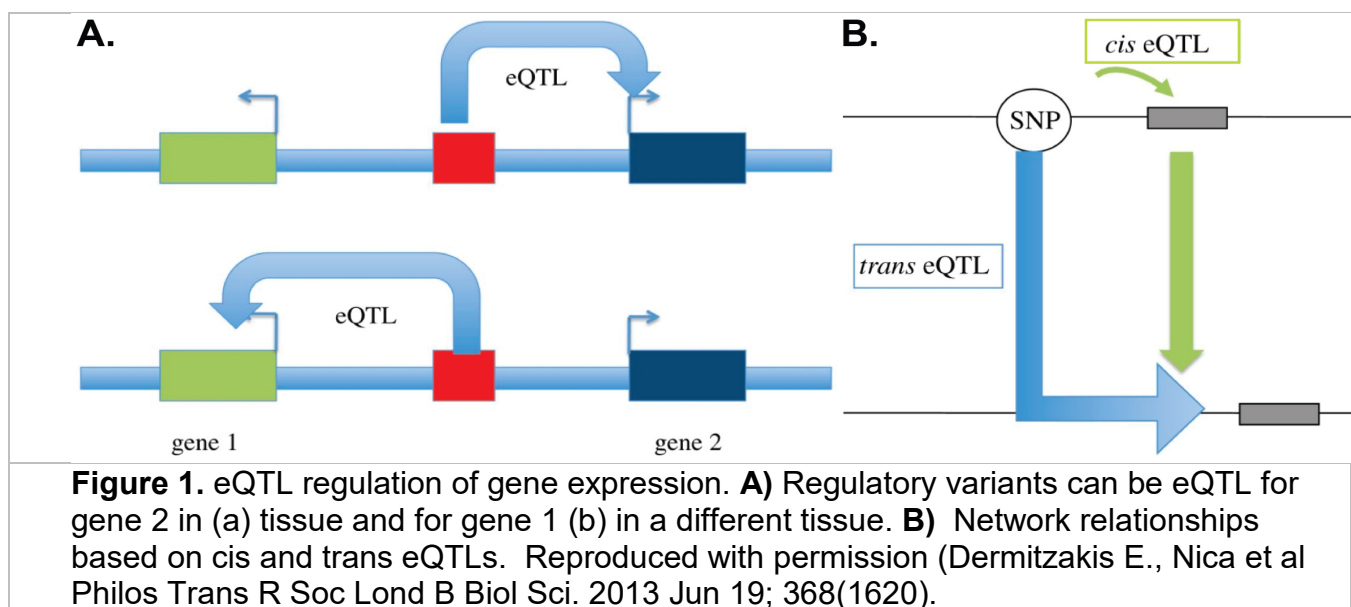 A.
eQTL
eQTL
gene 1 gene 2
B.
cis eQTL
SNP
trans eQTL
Figure 1. eQTL regulation of gene expression. A) Regulatory variants can be eQTL for
gene 2 in (a) tissue and for gene 1 (b) in a different tissue. B) Network relationships
based on cis and trans eQTLs. Reproduced with permission (Dermitzakis E., Nica et al
Philos Trans R Soc Lond B Biol Sci. 2013 Jun 19; 368(1620).